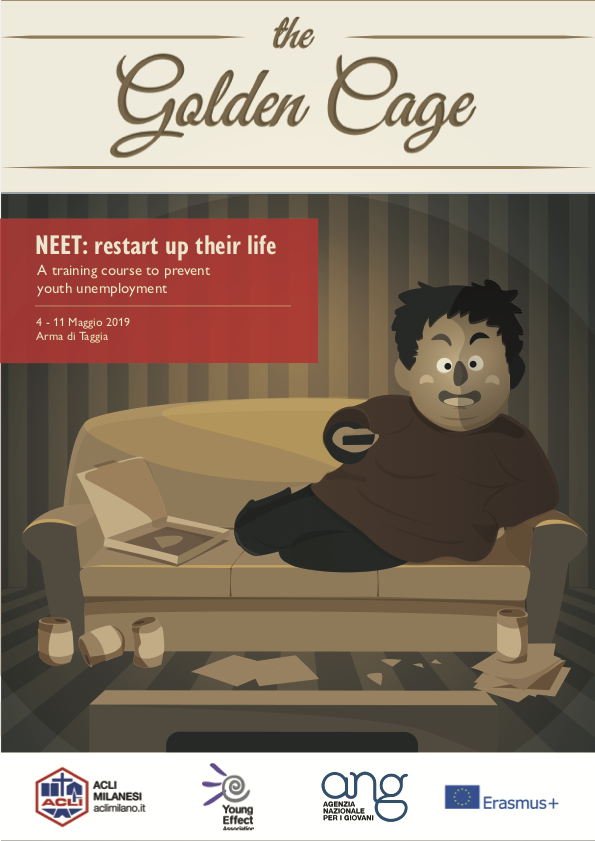 the
Golden Cage
NEET: restart up their life
A training course to prevent
youth unemployment
4 - 11 Maggio 2019
Arma di Taggia
ACLI
ACLI
MILANESI
aclimilano.it
Young
Effect
Association
ang
AGENZIA
NAZIONALE
PER I GIOVANI
Erasmus+